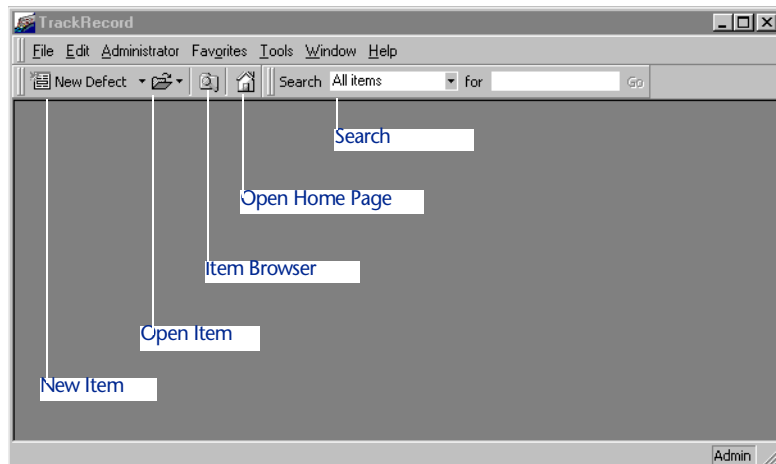 TrackRecord
File Edit Administrator Favorites Tools Window Help
New Defect Search All items for Go
Search
Open Home Page
Item Browser
Open Item
New Item
Admin